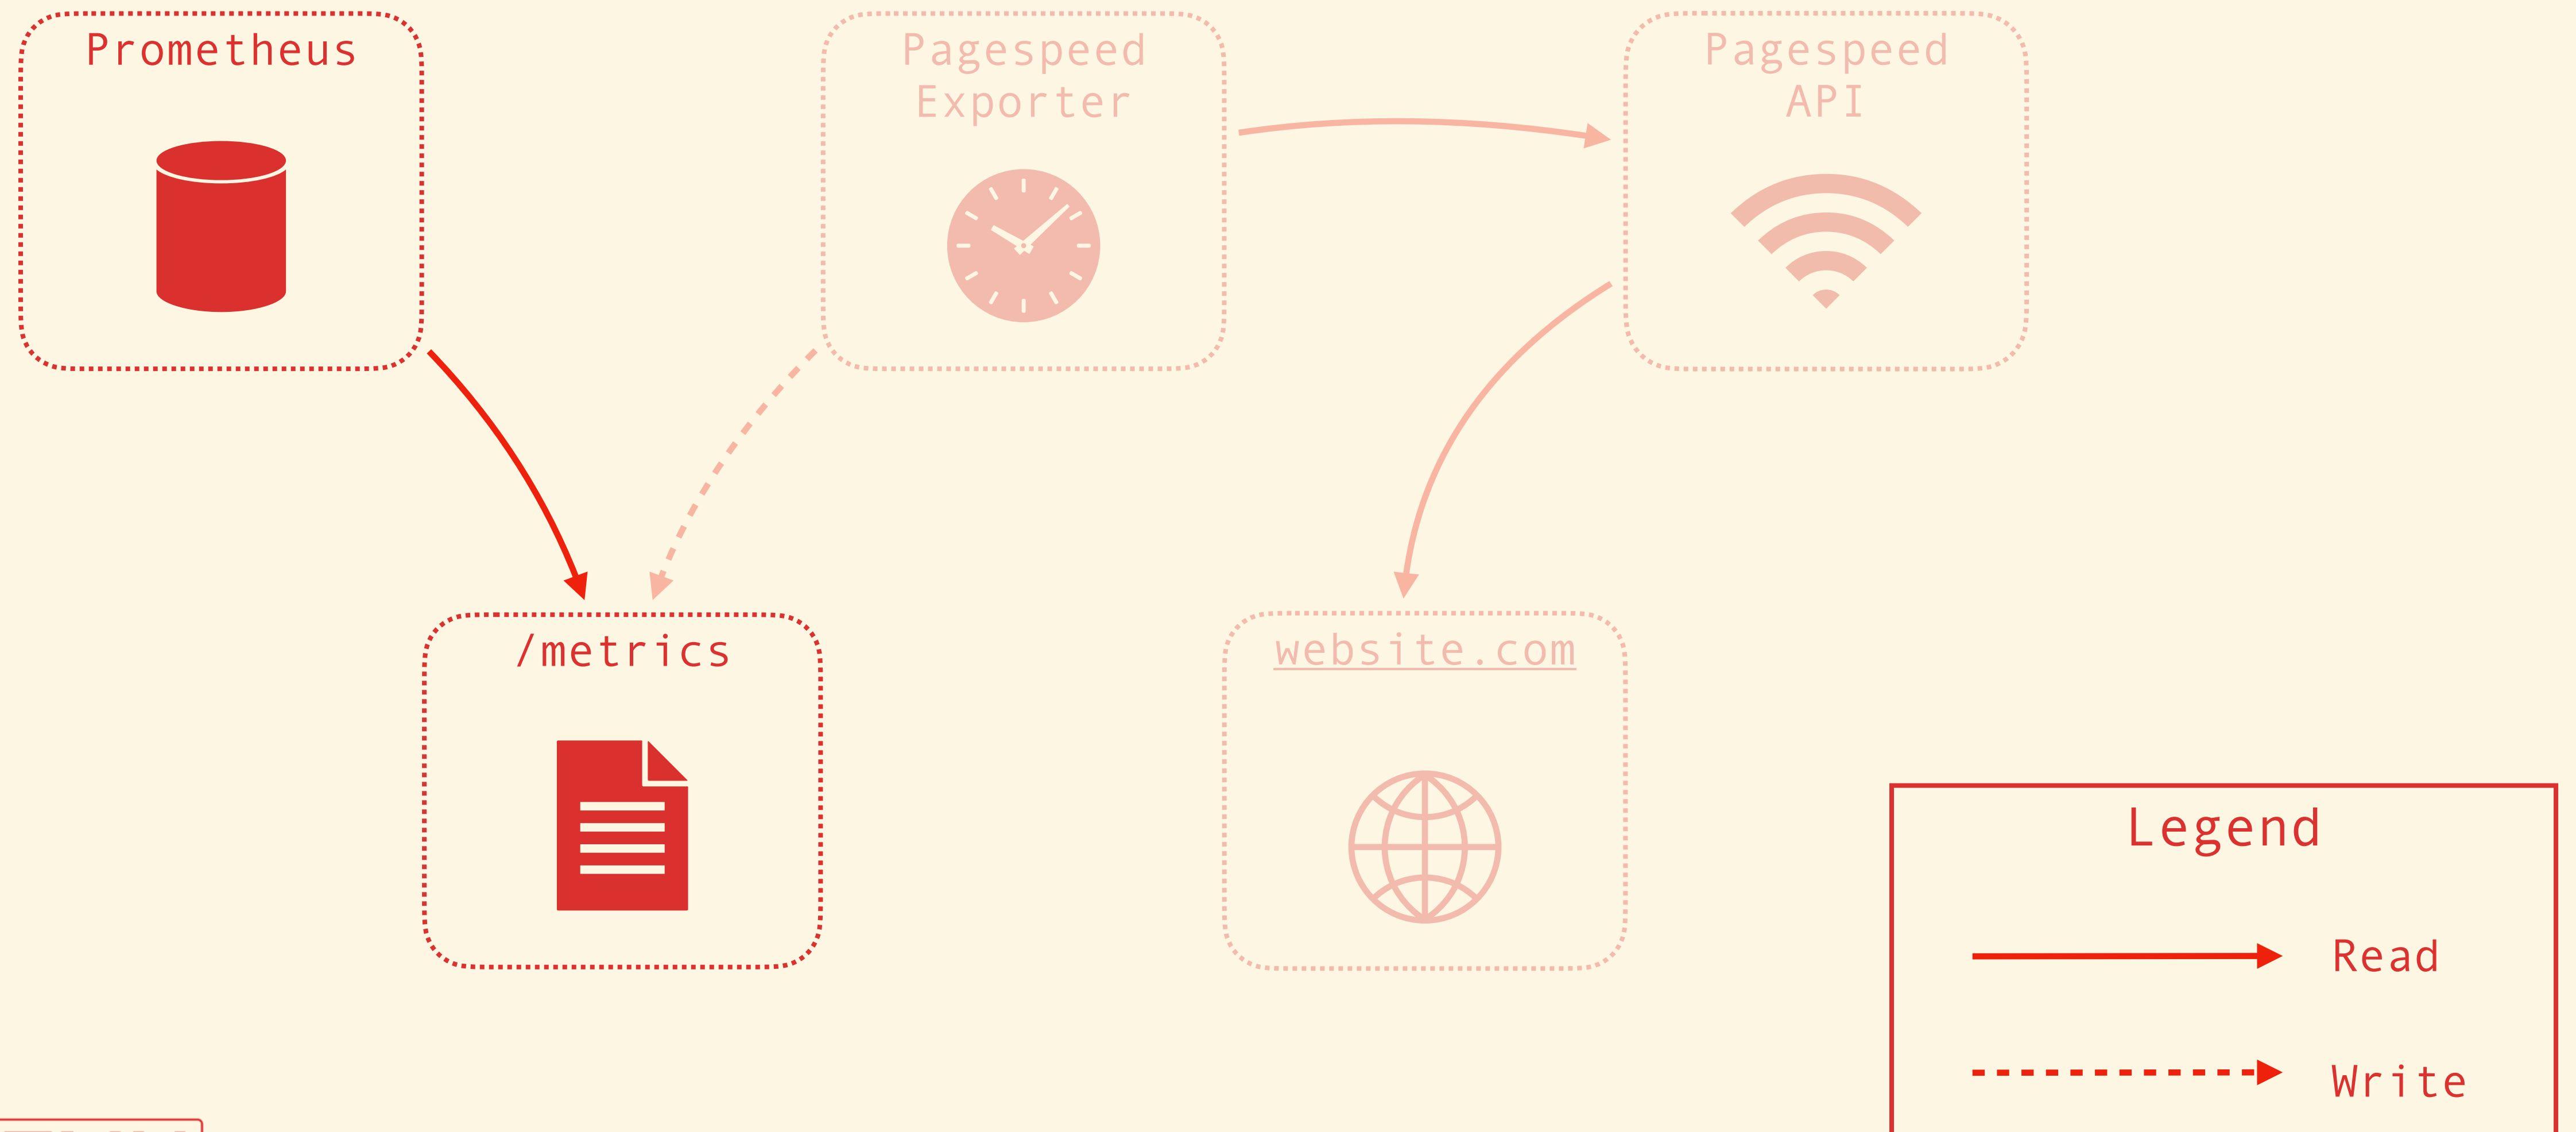 Prometheus
Pagespeed
Exporter
Pagespeed
API
/metrics
website.com
Legend
Read
Write